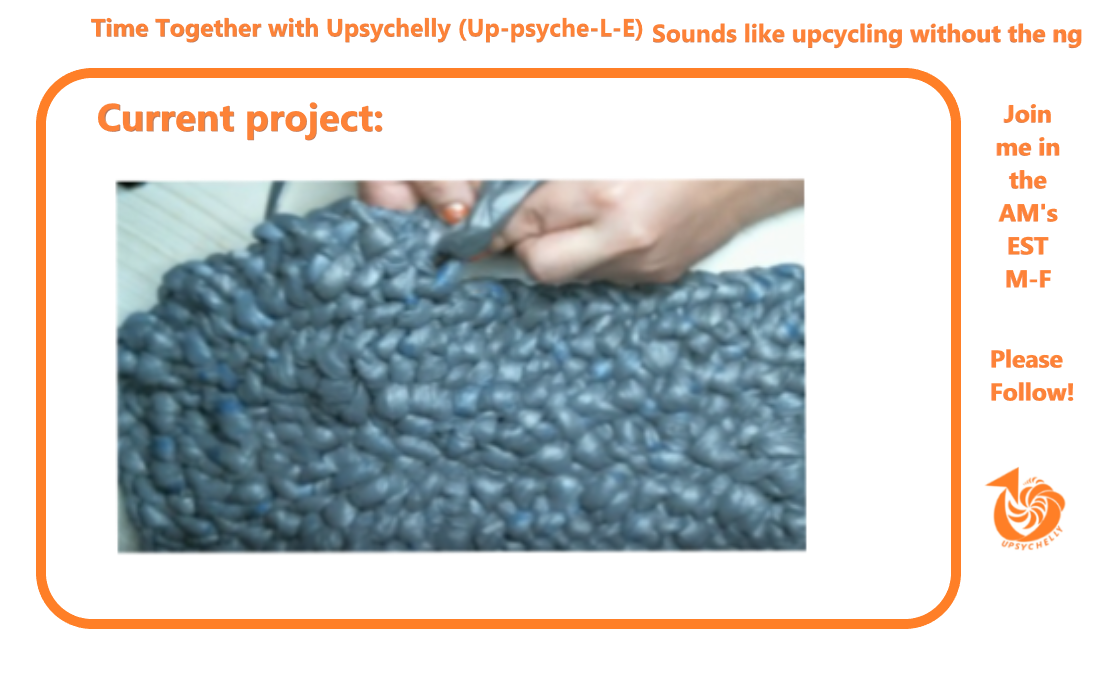 Time Together with Upsychelly (Up-psyche-L-E) Sounds like upcycling without the ng
Current project:
Join
me in
the
AM's
EST
M-F
Please
Follow!
UPSYCHELLY